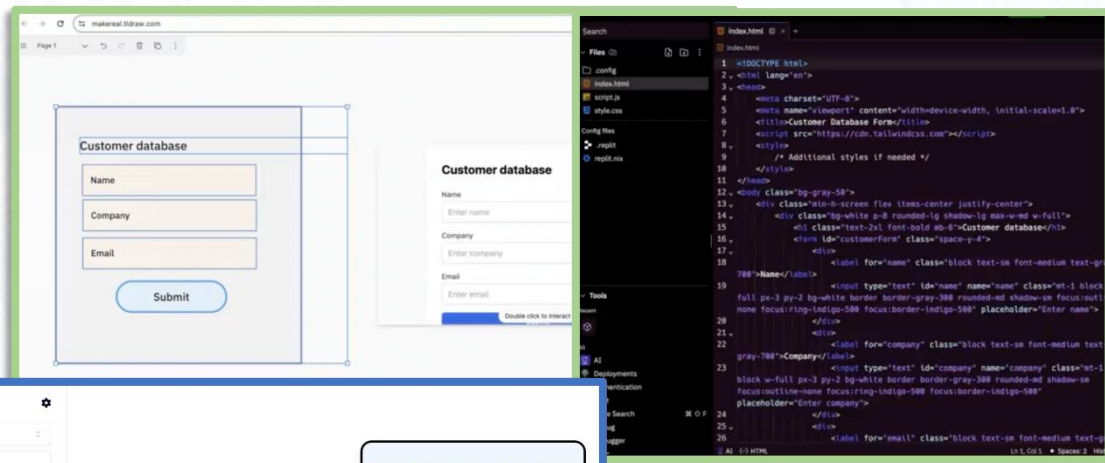 makereal.tldraw.com
Page 1
Customer database
Name
Company
Email
Submit
Customer database
Name
Enter name
Company
Enter company
Email
Enter email
Double click to interact
Search
Files
.config
index.html
script.js
style.css
Config files
.replit
replit.nix
Tools
AI
Deployments
index.html
index.html
1 <!DOCTYPE html>
2 <html lang="en">
3 <head>
4 <meta charset="UTF-8">
5 <meta name="viewport" content="width=device-width, initial-scale=1.0">
6 <title>Customer Database Form</title>
7 <script src="https://cdn.tailwindcss.com"></script>
8 <style>
9 /* Additional styles if needed */
10 </style>
11 </head>
12 <body class="bg-gray-50">
13 <div class="min-h-screen flex items-center justify-center">
14 <div class="bg-white p-8 rounded-lg shadow-lg max-w-md w-full">
15 <h1 class="text-2xl font-bold mb-6">Customer database</h1>
16 <form id="customerForm" class="space-y-4">
17 <div>
18 <label for="name" class="block text-sm font-medium text-gr
700">Name</label>
19 <input type="text" id="name" name="name" class="mt-1 block
full px-3 py-2 bg-white border border-gray-300 rounded-md shadow-sm focus:outl
none focus:ring-indigo-500 focus:border-indigo-500" placeholder="Enter name">
20 </div>
21 <div>
22 <label for="company" class="block text-sm font-medium text
gray-700">Company</label>
23 <input type="text" id="company" name="company" class="mt-1
block w-full px-3 py-2 bg-white border border-gray-300 rounded-md shadow-sm
focus:outline-none focus:ring-indigo-500 focus:border-indigo-500"
placeholder="Enter company">
24 </div>
25 <div>
26 <label for="email" class="block text-sm font-medium text-g
AI {-} HTML
Ln 1, Col 1 Spaces: 2 Hist